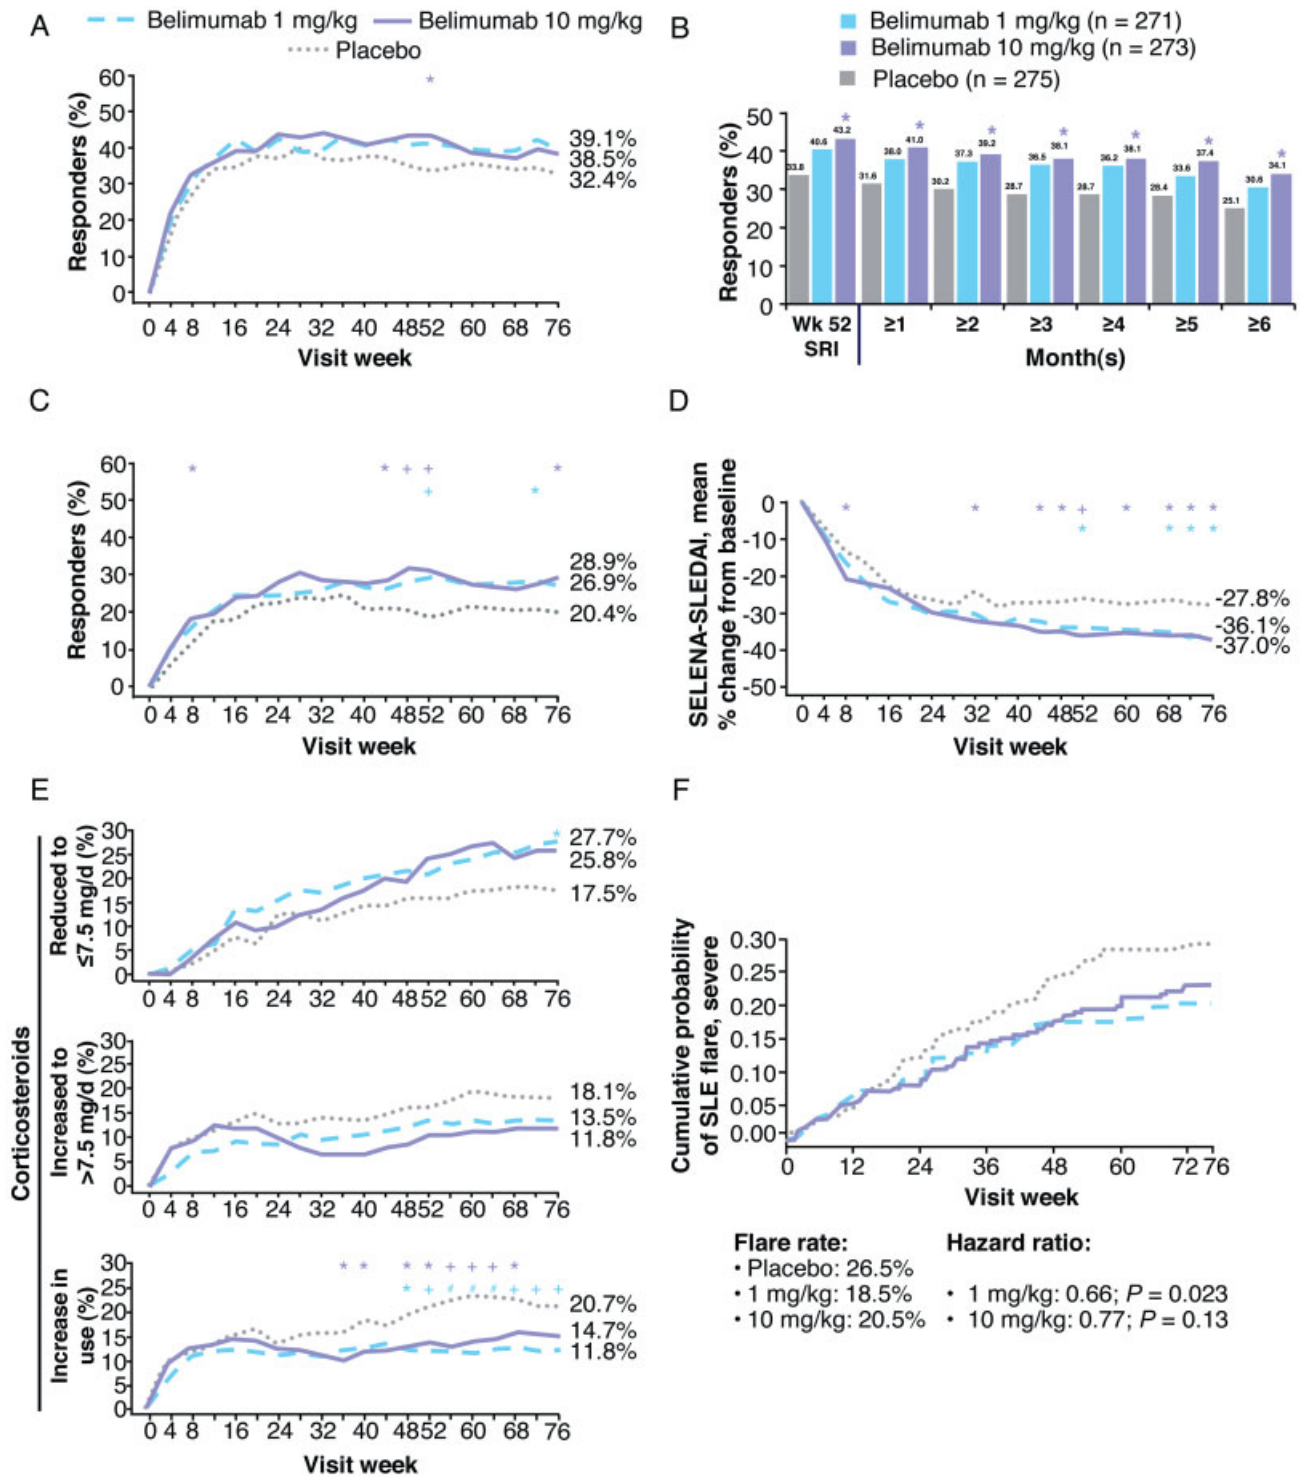 A
Belimumab 1 mg/kg
Belimumab 10 mg/kg
Placebo
Responders (%)
60
50
40
30
20
10
0
*
39.1%
38.5%
32.4%
0 4 8 16 24 32 40 4852 60 68 76
Visit week
B
Belimumab 1 mg/kg (n = 271)
Belimumab 10 mg/kg (n = 273)
Placebo (n = 275)
Responders (%)
50
40
30
20
10
0
* * * * * * *
33.8 40.6 43.2 31.6 38.0 41.0 30.2 37.3 39.2 28.7 36.5 38.1 28.7 36.2 38.1 28.4 33.6 37.4 25.1 30.6 34.1
Wk 52 ≥1 ≥2 ≥3 ≥4 ≥5 ≥6
SRI
Month(s)
C
Responders (%)
60
50
40
30
20
10
0
* * + + *
+ *
28.9%
26.9%
20.4%
0 4 8 16 24 32 40 4852 60 68 76
Visit week
D
SELENA-SLEDAI, mean
% change from baseline
0
-10
-20
-30
-40
-50
* * * * + * * * *
* * * *
-27.8%
-36.1%
-37.0%
0 4 8 16 24 32 40 4852 60 68 76
Visit week
E
Corticosteroids
Reduced to
≤7.5 mg/d (%)
30
25
20
15
10
5
0
*
27.7%
25.8%
17.5%
0 4 8 16 24 32 40 4852 60 68 76
Increased to
>7.5 mg/d (%)
30
25
20
15
10
5
0
18.1%
13.5%
11.8%
0 4 8 16 24 32 40 4852 60 68 76
Increase in
use (%)
30
25
20
15
10
5
0
20.7%
14.7%
11.8%
0 4 8 16 24 32 40 4852 60 68 76
Visit week
F
Cumulative probability
of SLE flare, severe
0.30
0.25
0.20
0.15
0.10
0.05
0.00
0 12 24 36 48 60 72 76
Visit week
Flare rate:
• Placebo: 26.5%
• 1 mg/kg: 18.5%
• 10 mg/kg: 20.5%
Hazard ratio:
• 1 mg/kg: 0.66; P = 0.023
• 10 mg/kg: 0.77; P = 0.13